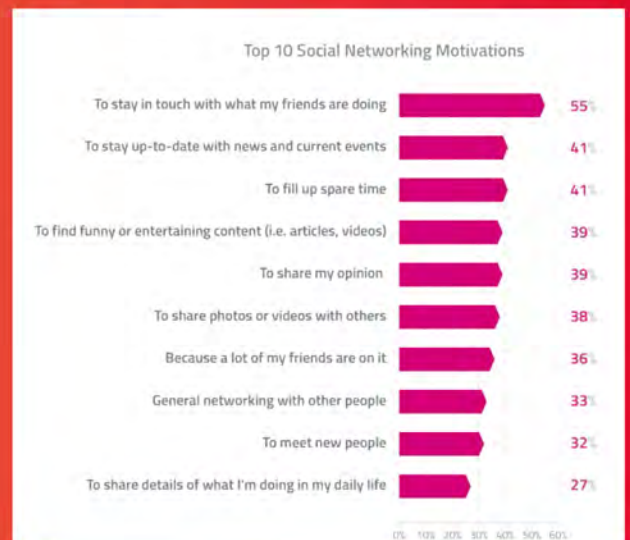 Top 10 Social Networking Motivations
To stay in touch with what my friends are doing 55%
To stay up-to-date with news and current events 41%
To fill up spare time 41%
To find funny or entertaining content (i.e. articles, videos) 39%
To share my opinion 39%
To share photos or videos with others 38%
Because a lot of my friends are on it 36%
General networking with other people 33%
To meet new people 32%
To share details of what I'm doing in my daily life 27%
0% 10% 20% 30% 40% 50% 60%